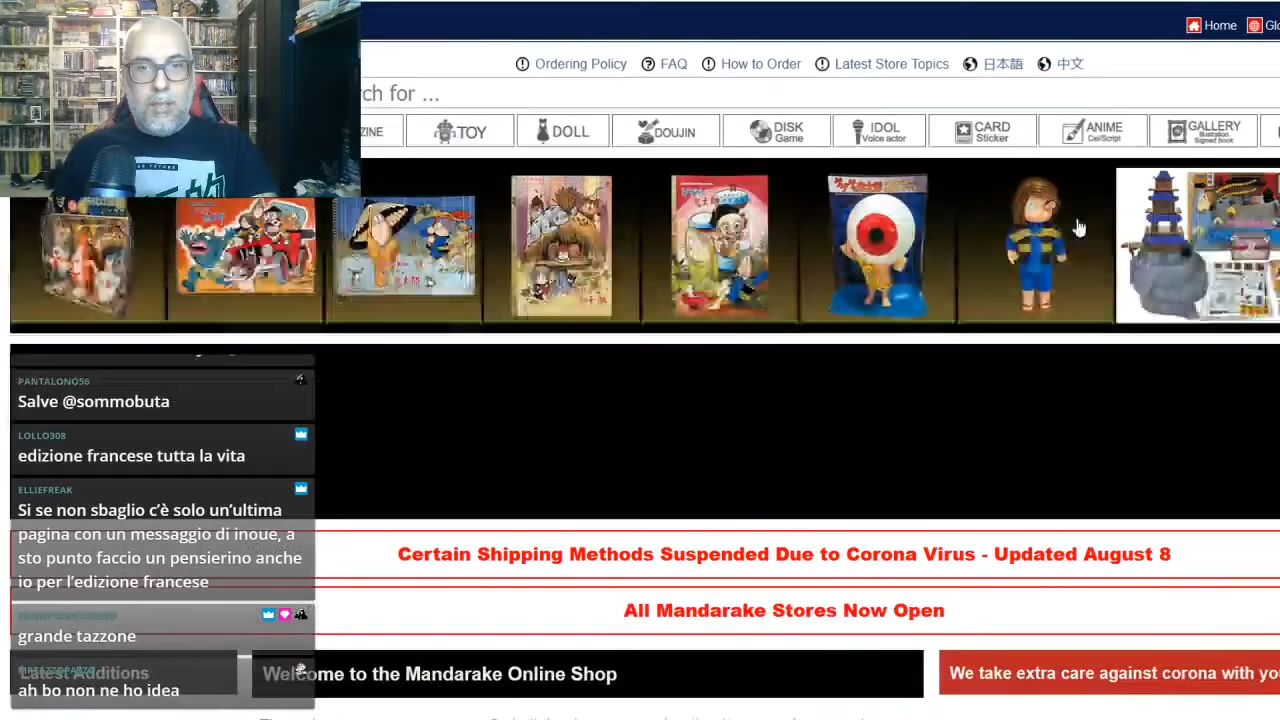 Home
Ordering Policy FAQ How to Order Latest Store Topics 日本語 中文
ch for ...
ZINE TOY DOLL DOUJIN DISK Game IDOL Voice actor CARD Sticker ANIME Cel/Script GALLERY Illustration Signed book
PANTALONO56
Salve @sommobuta
LOLLO308
edizione francese tutta la vita
ELLIEFREAK
Si se non sbaglio c'è solo un'ultima
pagina con un messaggio di inoue, a
sto punto faccio un pensierino anche
io per l'edizione francese
grande tazzone
ah bo non ne ho idea
Certain Shipping Methods Suspended Due to Corona Virus - Updated August 8
All Mandarake Stores Now Open
Latest Additions
Welcome to the Mandarake Online Shop
We take extra care against corona with